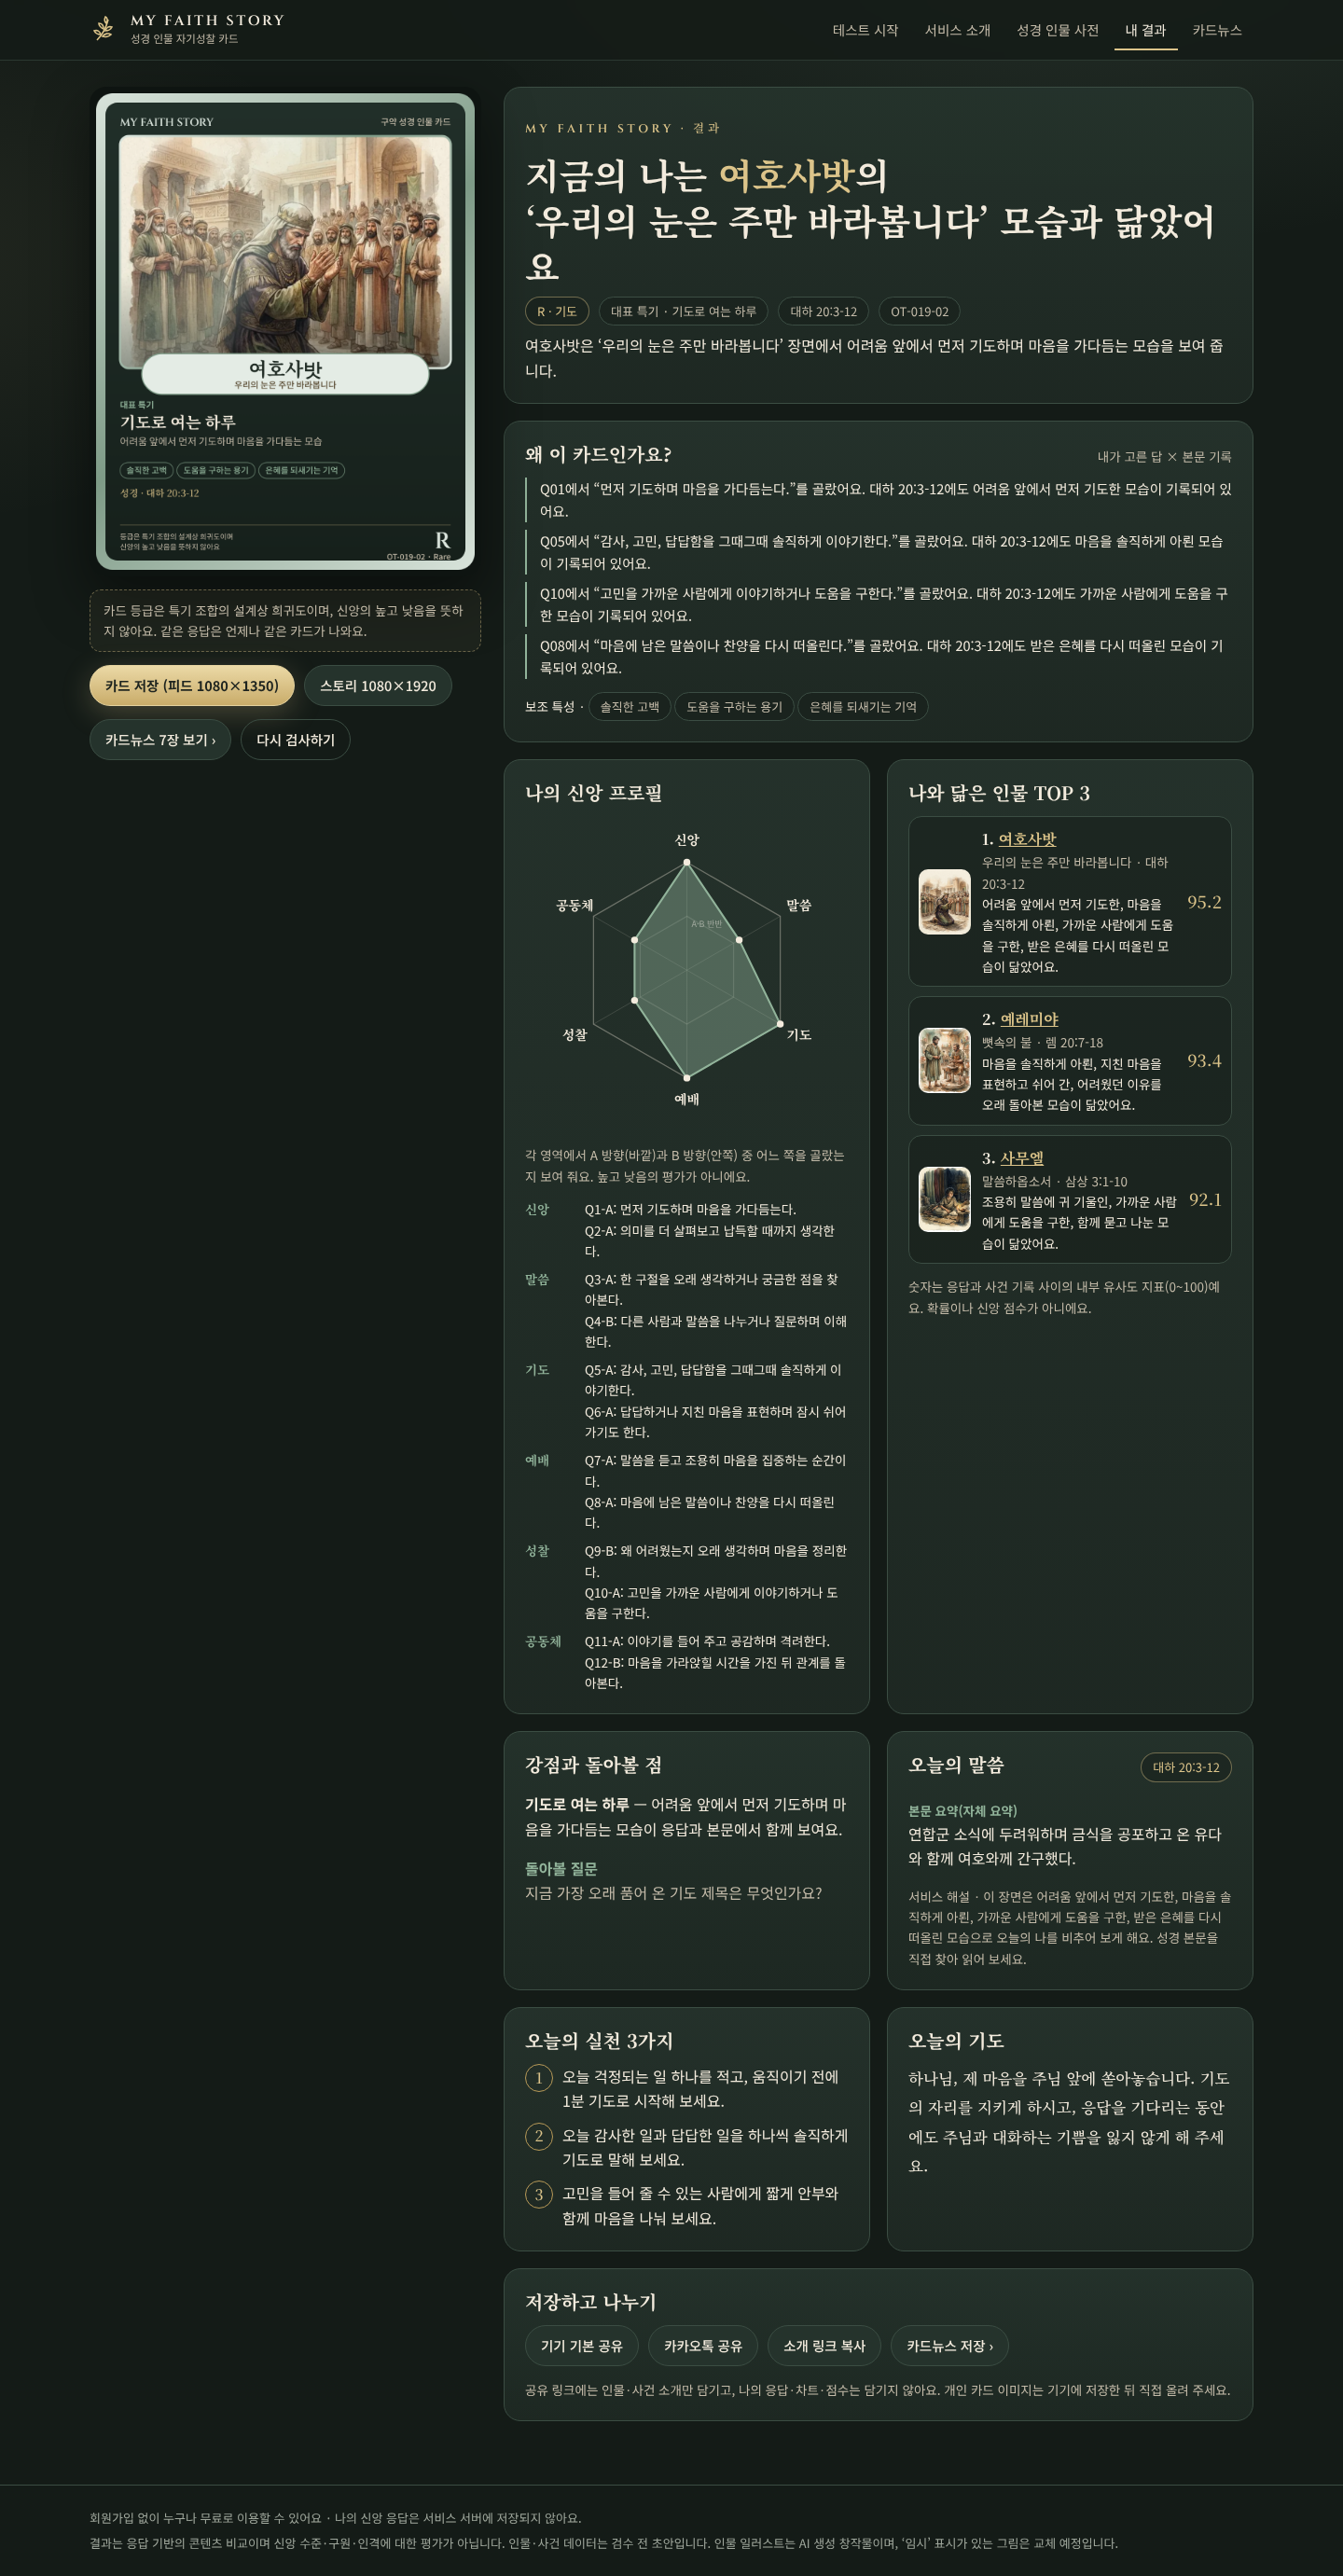 MY FAITH STORY
성경 인물 자기성찰 카드
테스트 시작
서비스 소개
성경 인물 사전
내 결과
카드뉴스
MY FAITH STORY
구약 성경 인물 카드
여호사밧
우리의 눈은 주만 바라봅니다
대표 특기
기도로 여는 하루
어려움 앞에서 먼저 기도하며 마음을 가다듬는 모습
솔직한 고백
도움을 구하는 용기
은혜를 되새기는 기억
성경 · 대하 20:3-12
등급은 특기 조합의 설계상 희귀도이며
신앙의 높고 낮음을 뜻하지 않아요
R
OT-019-02 · Rare
카드 등급은 특기 조합의 설계상 희귀도이며, 신앙의 높고 낮음을 뜻하
지 않아요. 같은 응답은 언제나 같은 카드가 나와요.
카드 저장 (피드 1080×1350)
스토리 1080×1920
카드뉴스 7장 보기 ›
다시 검사하기
MY FAITH STORY · 결과
지금의 나는 여호사밧의
‘우리의 눈은 주만 바라봅니다’ 모습과 닮았어
요
R · 기도
대표 특기 · 기도로 여는 하루
대하 20:3-12
OT-019-02
여호사밧은 ‘우리의 눈은 주만 바라봅니다’ 장면에서 어려움 앞에서 먼저 기도하며 마음을 가다듬는 모습을 보여 줍
니다.
왜 이 카드인가요?
내가 고른 답 × 본문 기록
Q01에서 “먼저 기도하며 마음을 가다듬는다.”를 골랐어요. 대하 20:3-12에도 어려움 앞에서 먼저 기도한 모습이 기록되어 있
어요.
Q05에서 “감사, 고민, 답답함을 그때그때 솔직하게 이야기한다.”를 골랐어요. 대하 20:3-12에도 마음을 솔직하게 아뢴 모습
이 기록되어 있어요.
Q10에서 “고민을 가까운 사람에게 이야기하거나 도움을 구한다.”를 골랐어요. 대하 20:3-12에도 가까운 사람에게 도움을 구
한 모습이 기록되어 있어요.
Q08에서 “마음에 남은 말씀이나 찬양을 다시 떠올린다.”를 골랐어요. 대하 20:3-12에도 받은 은혜를 다시 떠올린 모습이 기
록되어 있어요.
보조 특성 ·
솔직한 고백
도움을 구하는 용기
은혜를 되새기는 기억
나의 신앙 프로필
신앙
공동체
말씀
A·B 반반
성찰
기도
예배
각 영역에서 A 방향(바깥)과 B 방향(안쪽) 중 어느 쪽을 골랐는
지 보여 줘요. 높고 낮음의 평가가 아니에요.
신앙
Q1-A: 먼저 기도하며 마음을 가다듬는다.
Q2-A: 의미를 더 살펴보고 납득할 때까지 생각한
다.
말씀
Q3-A: 한 구절을 오래 생각하거나 궁금한 점을 찾
아본다.
Q4-B: 다른 사람과 말씀을 나누거나 질문하며 이해
한다.
기도
Q5-A: 감사, 고민, 답답함을 그때그때 솔직하게 이
야기한다.
Q6-A: 답답하거나 지친 마음을 표현하며 잠시 쉬어
가기도 한다.
예배
Q7-A: 말씀을 듣고 조용히 마음을 집중하는 순간이
다.
Q8-A: 마음에 남은 말씀이나 찬양을 다시 떠올린
다.
성찰
Q9-B: 왜 어려웠는지 오래 생각하며 마음을 정리한
다.
Q10-A: 고민을 가까운 사람에게 이야기하거나 도
움을 구한다.
공동체
Q11-A: 이야기를 들어 주고 공감하며 격려한다.
Q12-B: 마음을 가라앉힐 시간을 가진 뒤 관계를 돌
아본다.
나와 닮은 인물 TOP 3
1. 여호사밧
우리의 눈은 주만 바라봅니다 · 대하
20:3-12
어려움 앞에서 먼저 기도한, 마음을
솔직하게 아뢴, 가까운 사람에게 도움
을 구한, 받은 은혜를 다시 떠올린 모
습이 닮았어요.
95.2
2. 예레미야
뼛속의 불 · 렘 20:7-18
마음을 솔직하게 아뢴, 지친 마음을
표현하고 쉬어 간, 어려웠던 이유를
오래 돌아본 모습이 닮았어요.
93.4
3. 사무엘
말씀하옵소서 · 삼상 3:1-10
조용히 말씀에 귀 기울인, 가까운 사람
에게 도움을 구한, 함께 묻고 나눈 모
습이 닮았어요.
92.1
숫자는 응답과 사건 기록 사이의 내부 유사도 지표(0~100)예
요. 확률이나 신앙 점수가 아니에요.
강점과 돌아볼 점
기도로 여는 하루 — 어려움 앞에서 먼저 기도하며 마
음을 가다듬는 모습이 응답과 본문에서 함께 보여요.
돌아볼 질문
지금 가장 오래 품어 온 기도 제목은 무엇인가요?
오늘의 말씀
대하 20:3-12
본문 요약(자체 요약)
연합군 소식에 두려워하며 금식을 공포하고 온 유다
와 함께 여호와께 간구했다.
서비스 해설 · 이 장면은 어려움 앞에서 먼저 기도한, 마음을 솔
직하게 아뢴, 가까운 사람에게 도움을 구한, 받은 은혜를 다시
떠올린 모습으로 오늘의 나를 비추어 보게 해요. 성경 본문을
직접 찾아 읽어 보세요.
오늘의 실천 3가지
1
오늘 걱정되는 일 하나를 적고, 움직이기 전에
1분 기도로 시작해 보세요.
2
오늘 감사한 일과 답답한 일을 하나씩 솔직하게
기도로 말해 보세요.
3
고민을 들어 줄 수 있는 사람에게 짧게 안부와
함께 마음을 나눠 보세요.
오늘의 기도
하나님, 제 마음을 주님 앞에 쏟아놓습니다. 기도
의 자리를 지키게 하시고, 응답을 기다리는 동안
에도 주님과 대화하는 기쁨을 잃지 않게 해 주세
요.
저장하고 나누기
기기 기본 공유
카카오톡 공유
소개 링크 복사
카드뉴스 저장 ›
공유 링크에는 인물·사건 소개만 담기고, 나의 응답·차트·점수는 담기지 않아요. 개인 카드 이미지는 기기에 저장한 뒤 직접 올려 주세요.
회원가입 없이 누구나 무료로 이용할 수 있어요 · 나의 신앙 응답은 서비스 서버에 저장되지 않아요.
결과는 응답 기반의 콘텐츠 비교이며 신앙 수준·구원·인격에 대한 평가가 아닙니다. 인물·사건 데이터는 검수 전 초안입니다. 인물 일러스트는 AI 생성 창작물이며, ‘임시’ 표시가 있는 그림은 교체 예정입니다.